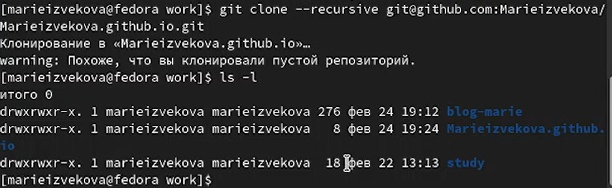 [marieizvekova@fedora work]$ git clone --recursive git@github.com:Marieizvekova/
Marieizvekova.github.io.git
Клонирование в «Marieizvekova.github.io»…
warning: Похоже, что вы клонировали пустой репозиторий.
[marieizvekova@fedora work]$ ls -l
итого 0
drwxrwxr-x. 1 marieizvekova marieizvekova 276 фев 24 19:12 blog-marie
drwxrwxr-x. 1 marieizvekova marieizvekova   8 фев 24 19:24 Marieizvekova.github.
io
drwxrwxr-x. 1 marieizvekova marieizvekova  18 фев 22 13:13 study
[marieizvekova@fedora work]$